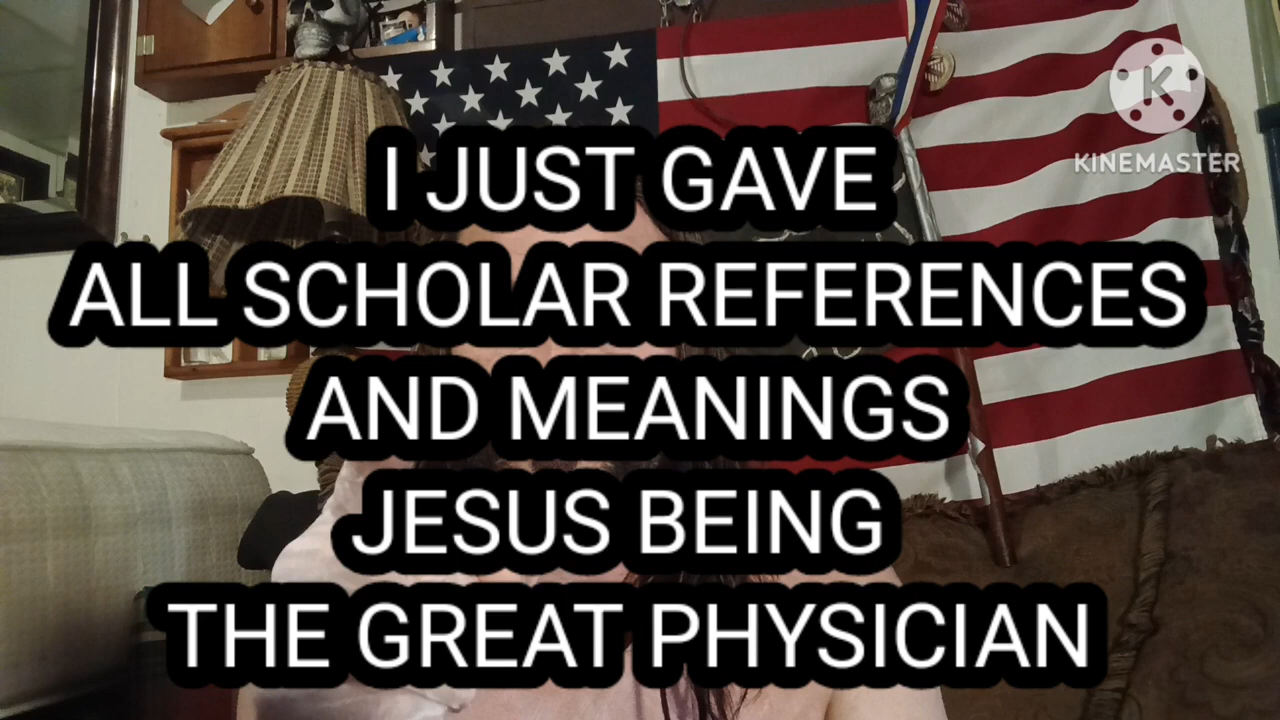 I JUST GAVE
ALL SCHOLAR REFERENCES
AND MEANINGS
JESUS BEING
THE GREAT PHYSICIAN
K
KINEMASTER